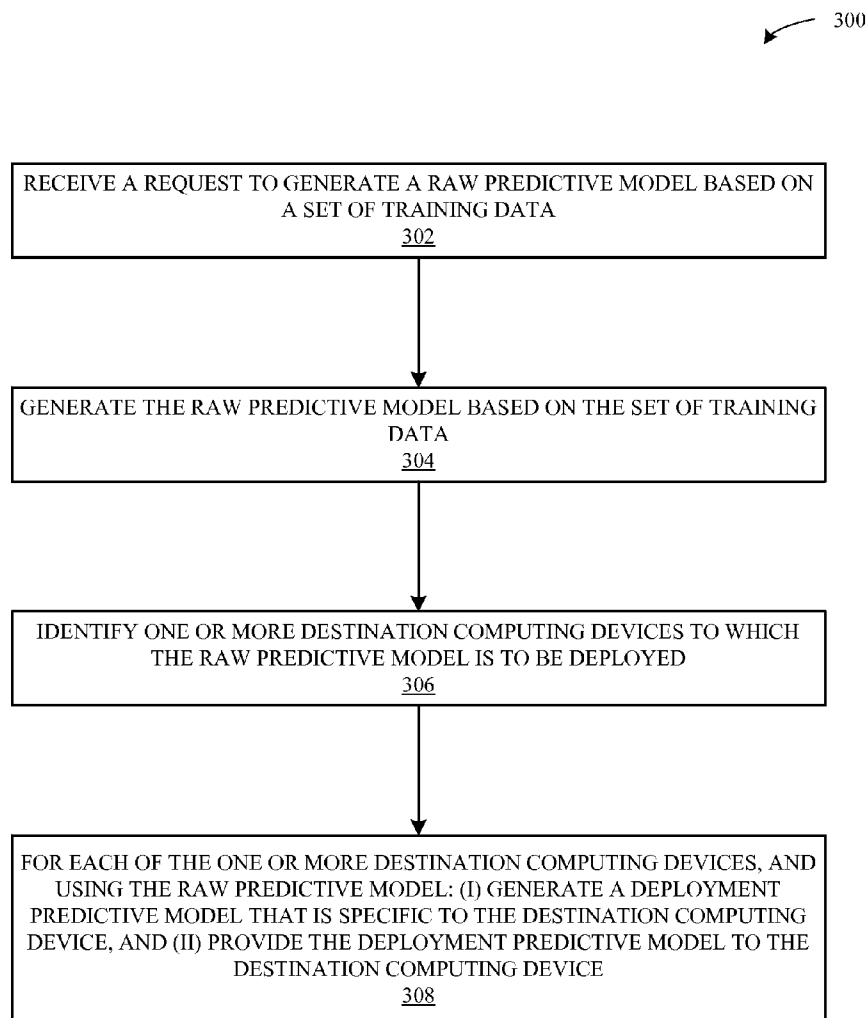 300
RECEIVE A REQUEST TO GENERATE A RAW PREDICTIVE MODEL BASED ON
A SET OF TRAINING DATA
302
GENERATE THE RAW PREDICTIVE MODEL BASED ON THE SET OF TRAINING
DATA
304
IDENTIFY ONE OR MORE DESTINATION COMPUTING DEVICES TO WHICH
THE RAW PREDICTIVE MODEL IS TO BE DEPLOYED
306
FOR EACH OF THE ONE OR MORE DESTINATION COMPUTING DEVICES, AND
USING THE RAW PREDICTIVE MODEL: (I) GENERATE A DEPLOYMENT
PREDICTIVE MODEL THAT IS SPECIFIC TO THE DESTINATION COMPUTING
DEVICE, AND (II) PROVIDE THE DEPLOYMENT PREDICTIVE MODEL TO THE
DESTINATION COMPUTING DEVICE
308